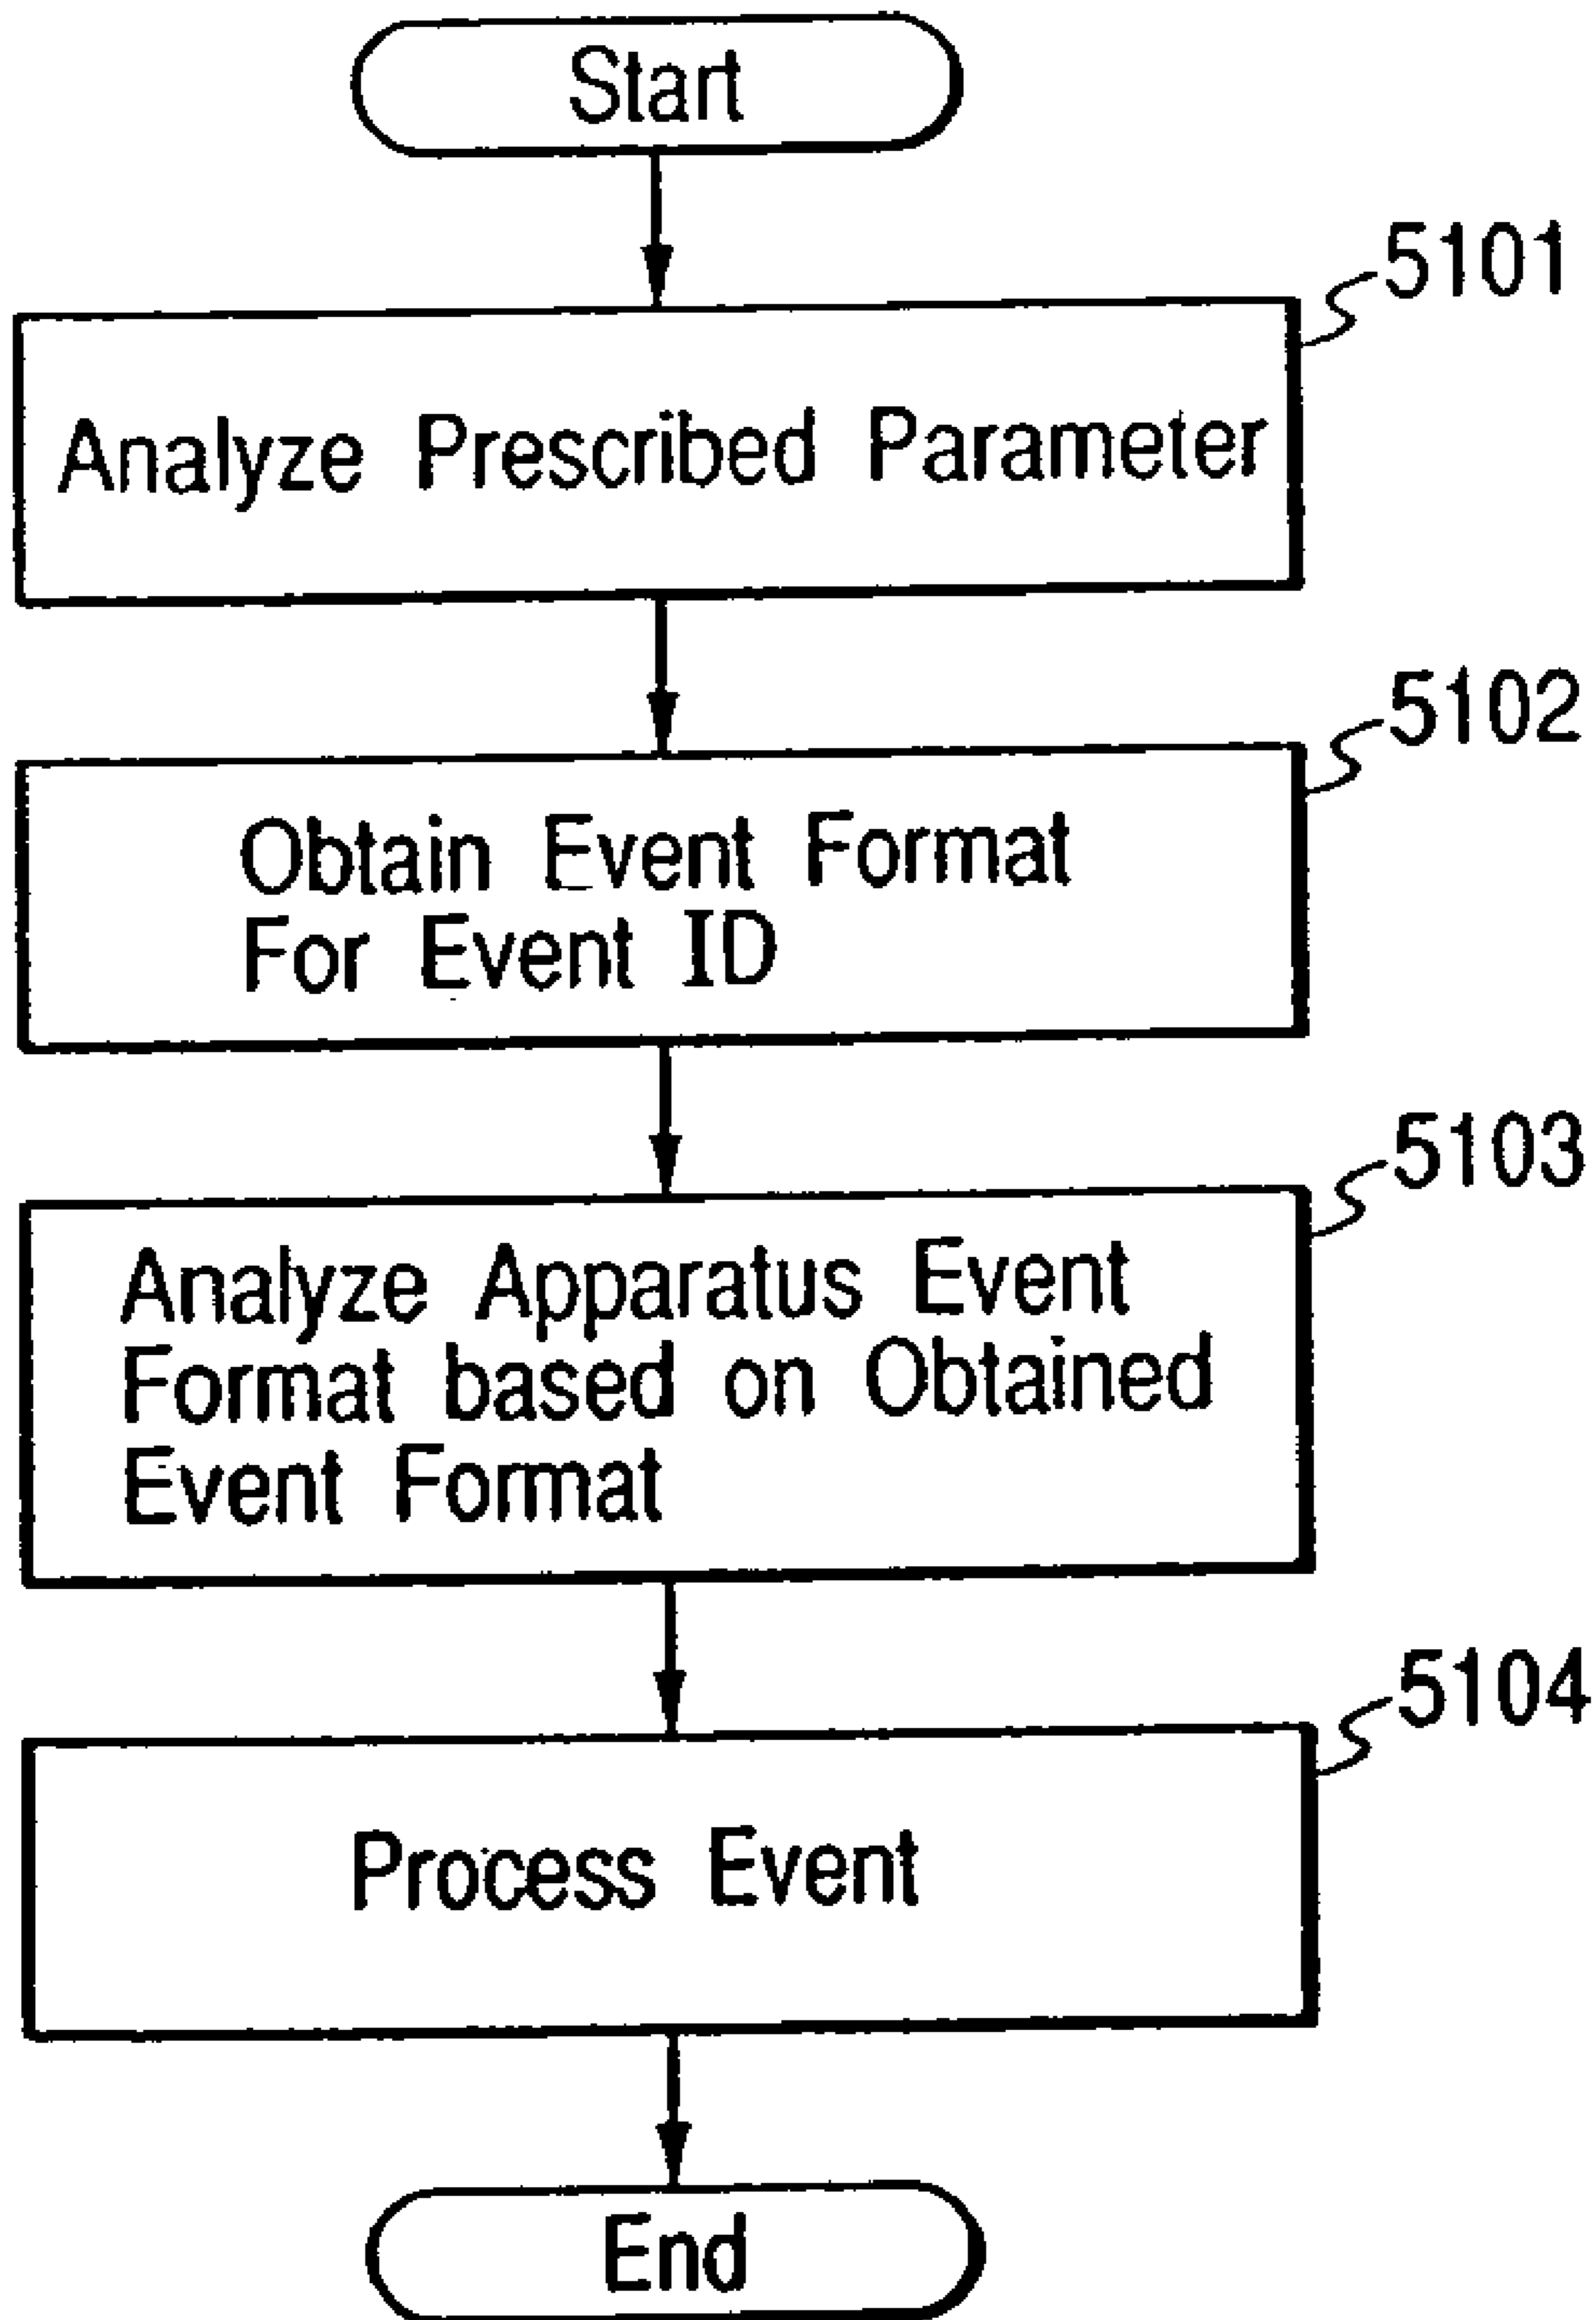 Start
5101
Analyze Prescribed Parameter
5102
Obtain Event Format
For Event ID
5103
Analyze Apparatus Event
Format based on Obtained
Event Format
5104
Process Event
End